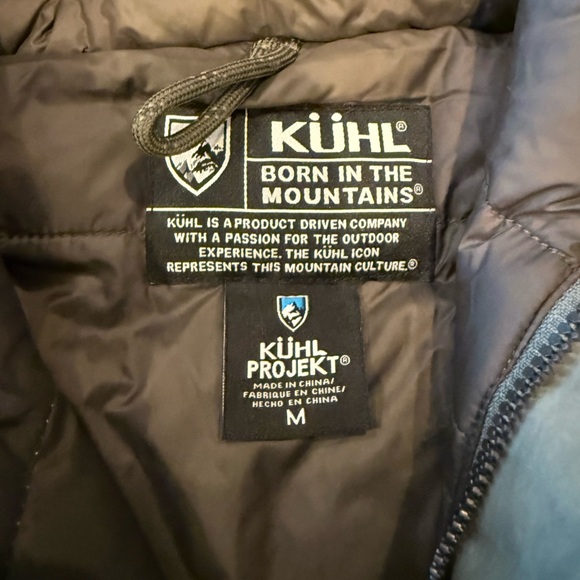 KÜHL®
BORN IN THE
MOUNTAINS®
KÜHL IS A PRODUCT DRIVEN COMPANY
WITH A PASSION FOR THE OUTDOOR
EXPERIENCE. THE KÜHL ICON
REPRESENTS THIS MOUNTAIN CULTURE.®
KÜHL
PROJEKT®
MADE IN CHINA/
FABRIQUE EN CHINE/
HECHO EN CHINA
M